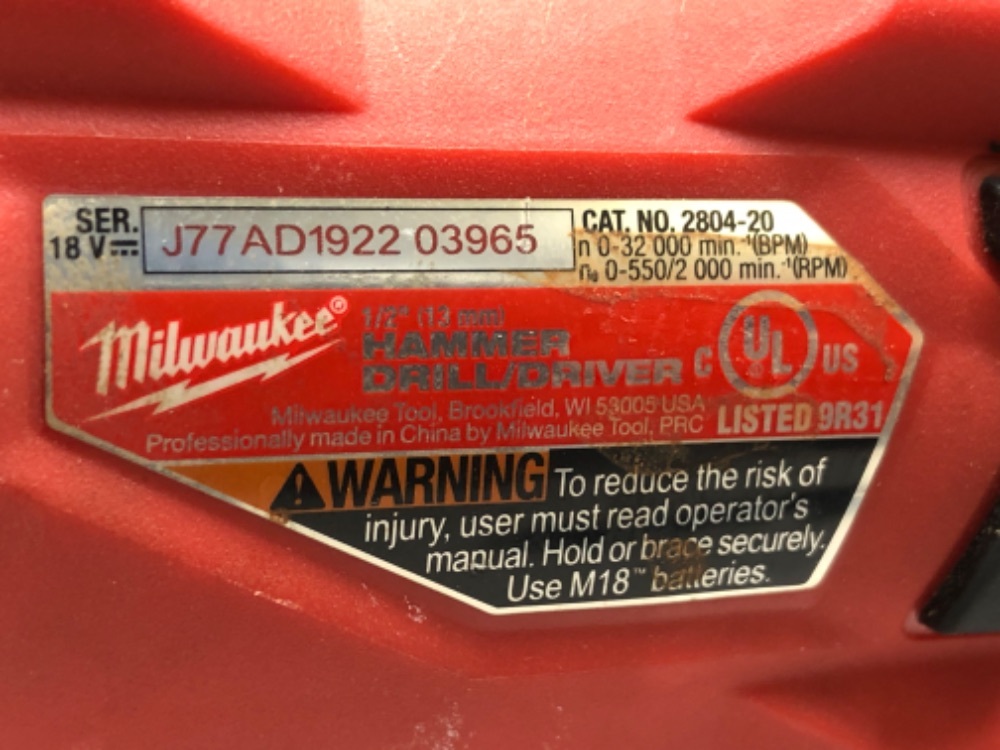 SER. J77AD1922 03965 CAT. NO. 2804-20
18 V⎓ n 0-32 000 min.⁻¹(BPM)
n₀ 0-550/2 000 min.⁻¹(RPM)
Milwaukee® 1/2" (13 mm)
HAMMER
DRILL/DRIVER C UL US
Milwaukee Tool, Brookfield, WI 53005 USA LISTED 9R31
Professionally made in China by Milwaukee Tool, PRC
WARNING To reduce the risk of
injury, user must read operator's
manual. Hold or brace securely.
Use M18™ batteries.